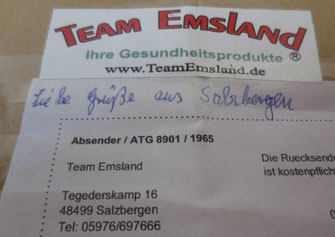 TEAM EMSLAND
Ihre Gesundheitsprodukte ®
www.TeamEmsland.de
Liebe Grüße aus Salzbergen
Absender / ATG 8901 / 1965
Team Emsland
Die Ruecksend
ist kostenpflich
Tegederskamp 16
48499 Salzbergen
Tel: 05976/697666